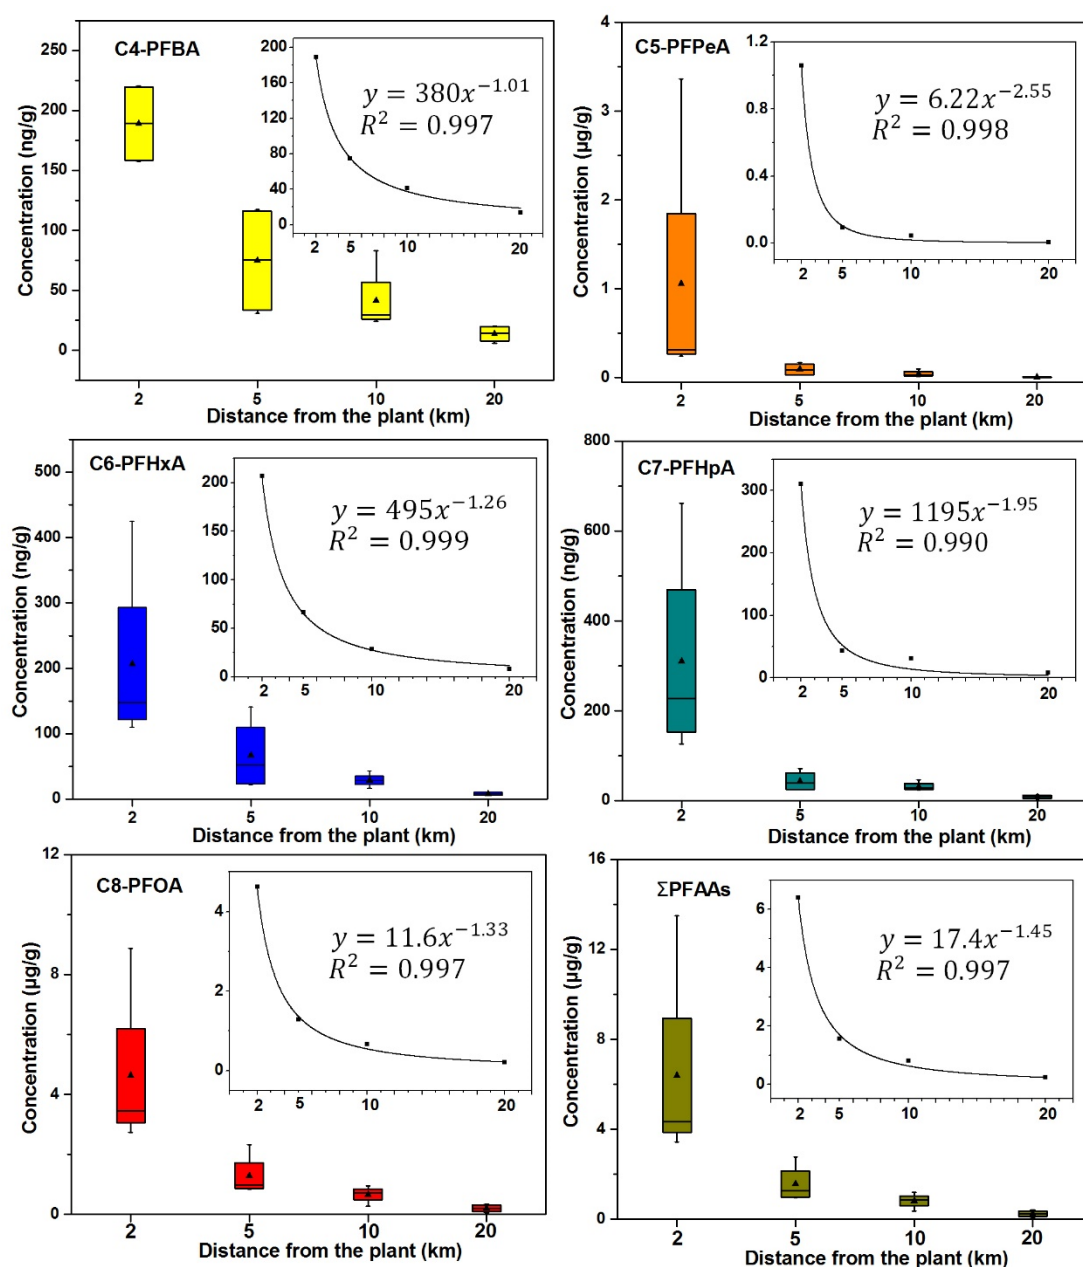 C4-PFBA
y = 380x^−1.01
R² = 0.997
Concentration (ng/g)
250
200
150
100
50
0
200
160
120
80
40
0
2 5 10 20
2 5 10 20
Distance from the plant (km)
C5-PFPeA
y = 6.22x^−2.55
R² = 0.998
Concentration (µg/g)
4
3
2
1
0
1.2
0.8
0.4
0.0
2 5 10 20
2 5 10 20
Distance from the plant (km)
C6-PFHxA
y = 495x^−1.26
R² = 0.999
Concentration (ng/g)
500
400
300
200
100
0
200
150
100
50
0
2 5 10 20
2 5 10 20
Distance from the plant (km)
C7-PFHpA
y = 1195x^−1.95
R² = 0.990
Concentration (ng/g)
800
600
400
200
0
300
200
100
0
2 5 10 20
2 5 10 20
Distance from the plant (km)
C8-PFOA
y = 11.6x^−1.33
R² = 0.997
Concentration (µg/g)
12
8
4
0
4
2
0
2 5 10 20
2 5 10 20
Distance from the plant (km)
ΣPFAAs
y = 17.4x^−1.45
R² = 0.997
Concentration (µg/g)
16
12
8
4
0
6
4
2
0
2 5 10 20
2 5 10 20
Distance from the plant (km)